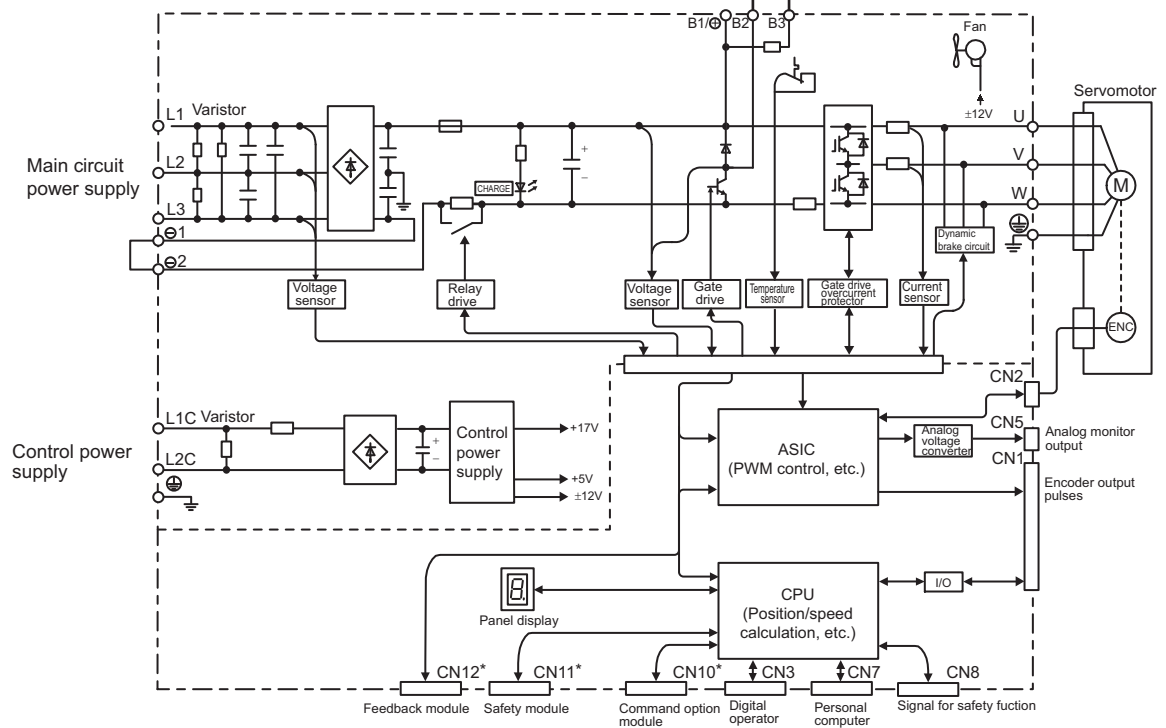 B1/⊕
B2
B3
Fan
±12V
Servomotor
L1
Varistor
U
Main circuit
power supply
L2
V
+
–
CHARGE
M
L3
W
⊖1
⊖2
Dynamic
brake circuit
Voltage
sensor
Relay
drive
Voltage
sensor
Gate
drive
Temperature
sensor
Gate drive
overcurrent
protector
Current
sensor
ENC
CN2
L1C
Varistor
Control power
supply
+
–
Control
power
supply
+17V
+5V
±12V
L2C
ASIC
(PWM control, etc.)
Analog
voltage
converter
CN5
Analog monitor
output
CN1
Encoder output
pulses
8.
Panel display
CPU
(Position/speed
calculation, etc.)
I/O
CN12*
CN11*
CN10*
CN3
CN7
CN8
Feedback module
Safety module
Command option
module
Digital
operator
Personal
computer
Signal for safety fuction